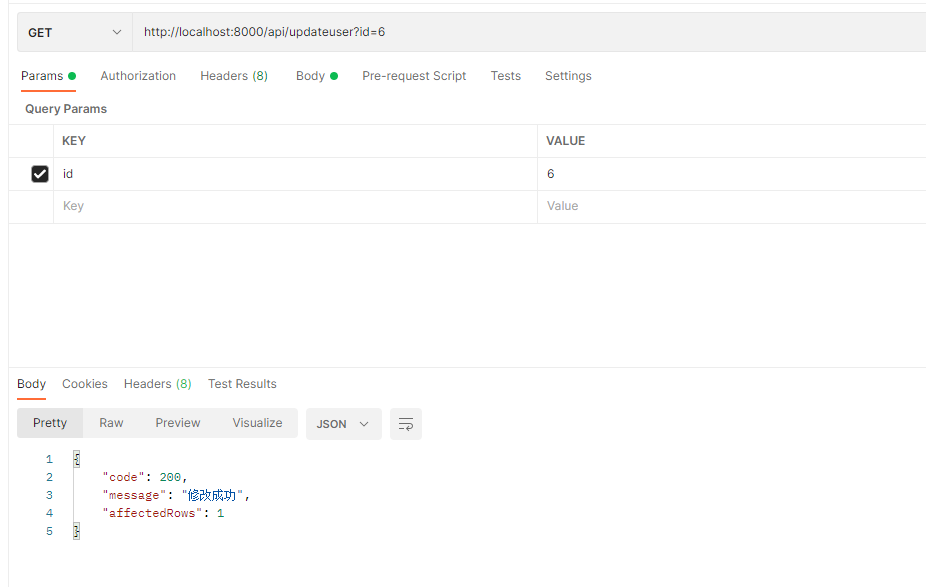 GET http://localhost:8000/api/updateuser?id=6
Params Authorization Headers (8) Body Pre-request Script Tests Settings
Query Params
KEY VALUE
id 6
Key Value
Body Cookies Headers (8) Test Results
Pretty Raw Preview Visualize JSON
1 {
2 "code": 200,
3 "message": "修改成功",
4 "affectedRows": 1
5 }